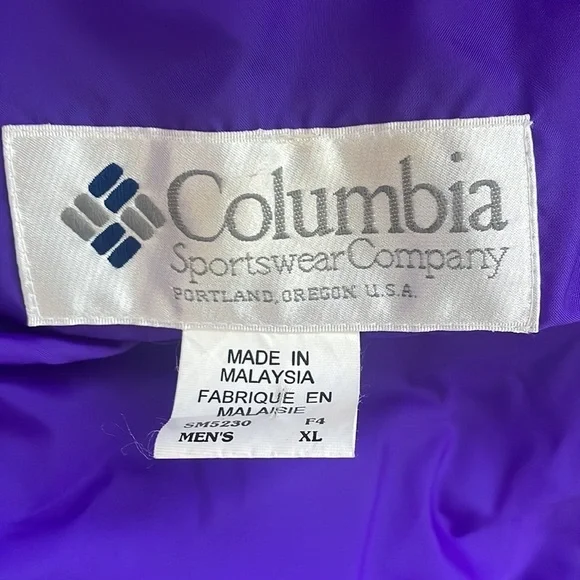 Columbia
Sportswear Company
PORTLAND, OREGON U.S.A.
MADE IN
MALAYSIA
FABRIQUE EN
MALAISIE
SM5230 F4
MEN'S XL